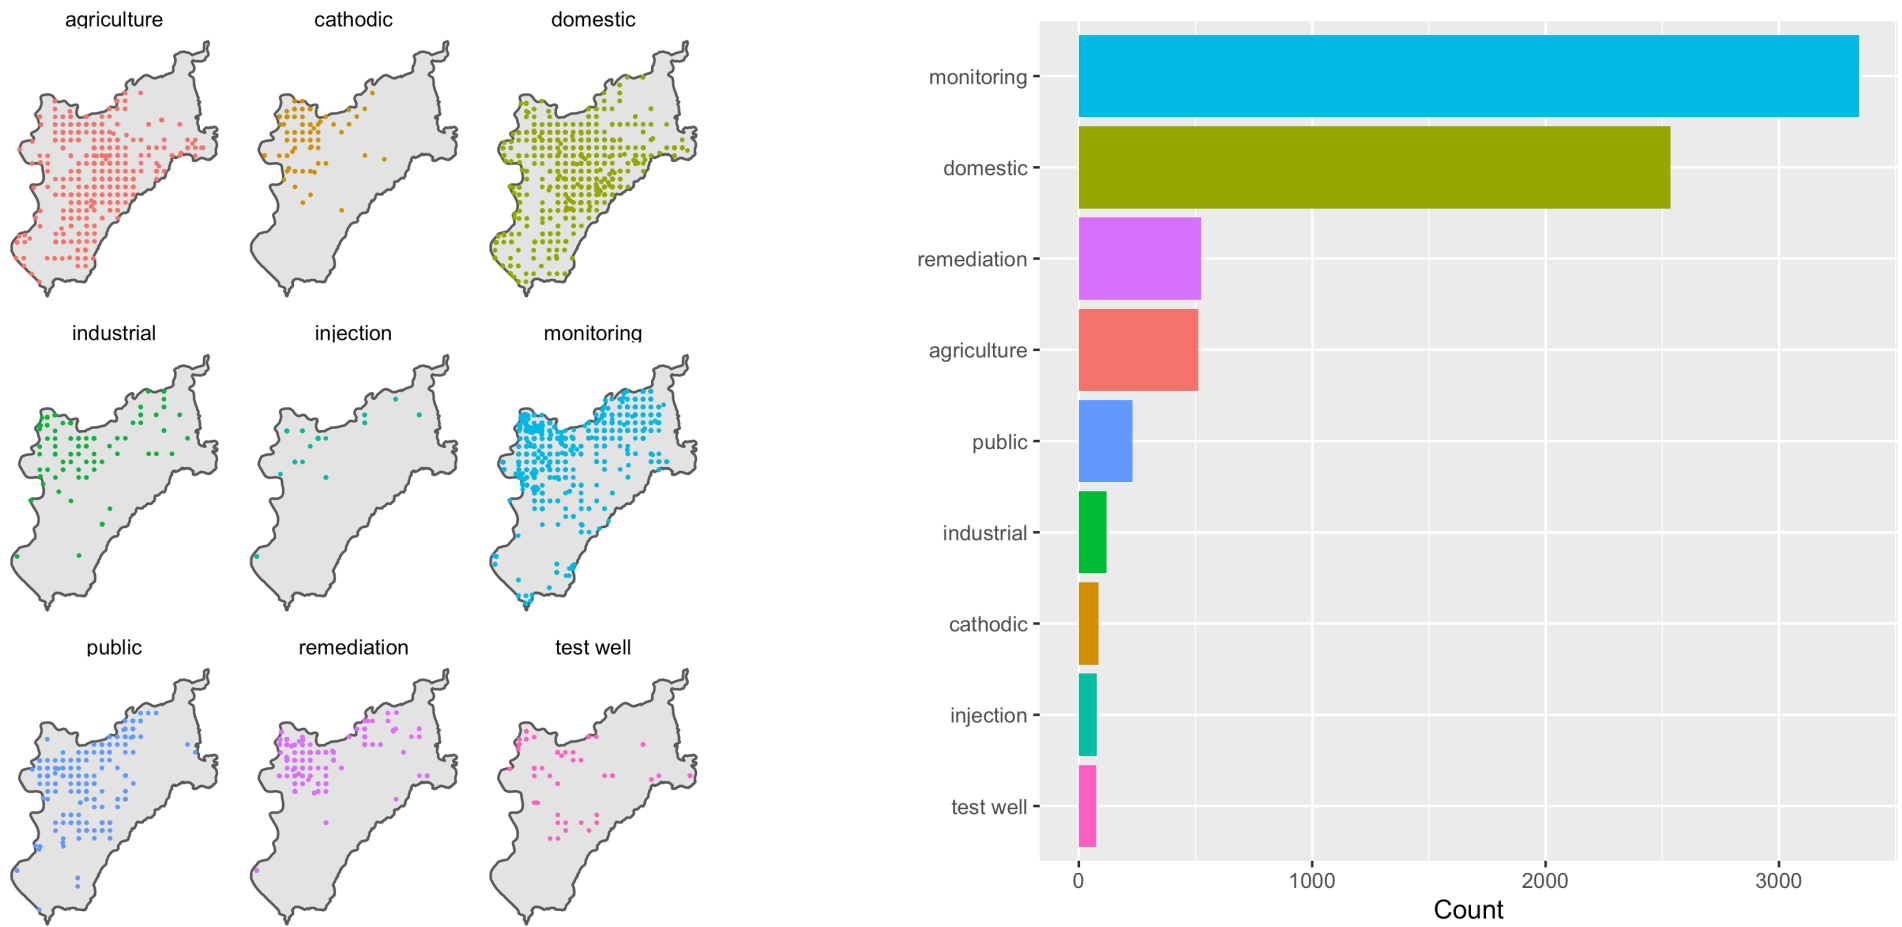 agriculture
cathodic
domestic
industrial
injection
monitoring
public
remediation
test well
monitoring
domestic
remediation
agriculture
public
industrial
cathodic
injection
test well
0 1000 2000 3000
Count